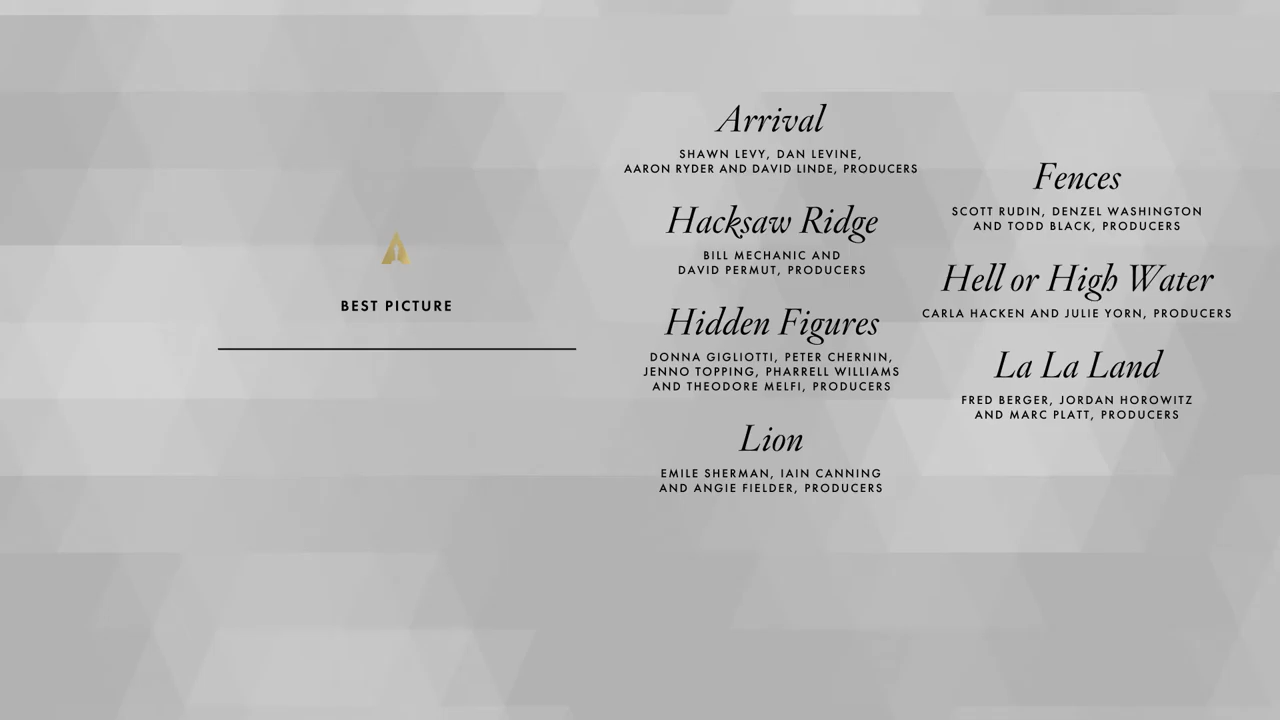 BEST PICTURE
Arrival
SHAWN LEVY, DAN LEVINE,
AARON RYDER AND DAVID LINDE, PRODUCERS
Hacksaw Ridge
BILL MECHANIC AND
DAVID PERMUT, PRODUCERS
Hidden Figures
DONNA GIGLIOTTI, PETER CHERNIN,
JENNO TOPPING, PHARRELL WILLIAMS
AND THEODORE MELFI, PRODUCERS
Lion
EMILE SHERMAN, IAIN CANNING
AND ANGIE FIELDER, PRODUCERS
Fences
SCOTT RUDIN, DENZEL WASHINGTON
AND TODD BLACK, PRODUCERS
Hell or High Water
CARLA HACKEN AND JULIE YORN, PRODUCERS
La La Land
FRED BERGER, JORDAN HOROWITZ
AND MARC PLATT, PRODUCERS